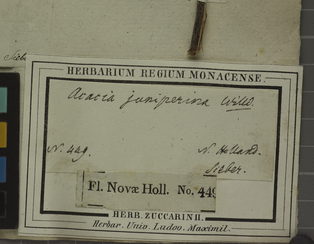 Sieb
HERBARIUM REGIUM MONACENSE.
Acacia juniperina Willd.
N. 449.
N. Holland.
Sieber.
Fl. Novæ Holl. No. 449
HERB. ZUCCARINII.
Herbar. Univ. Ludov. Maximil.